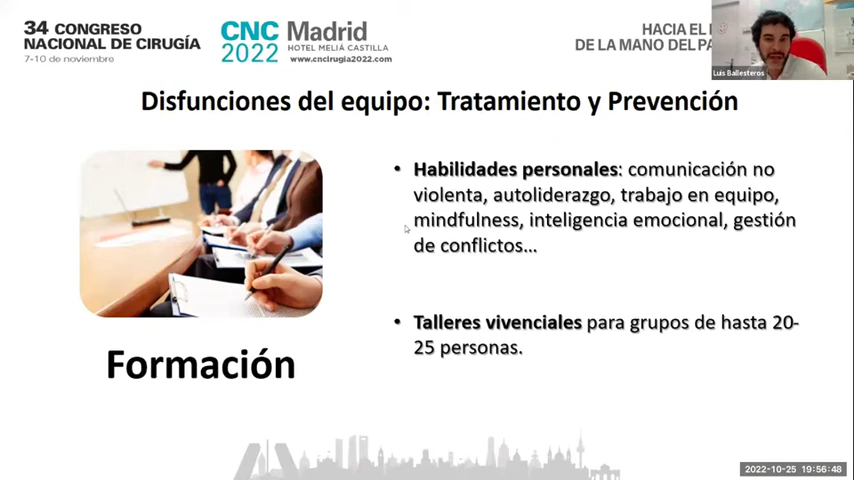 34 CONGRESO
NACIONAL DE CIRUGÍA
7-10 de noviembre
CNC
2022
Madrid
HOTEL MELIÁ CASTILLA
www.cncirugia2022.com
HACIA EL
DE LA MANO DEL
Luis Ballesteros
Disfunciones del equipo: Tratamiento y Prevención
• Habilidades personales: comunicación no
violenta, autoliderazgo, trabajo en equipo,
mindfulness, inteligencia emocional, gestión
de conflictos...
• Talleres vivenciales para grupos de hasta 20-
25 personas.
Formación
2022-10-25 19:56:48